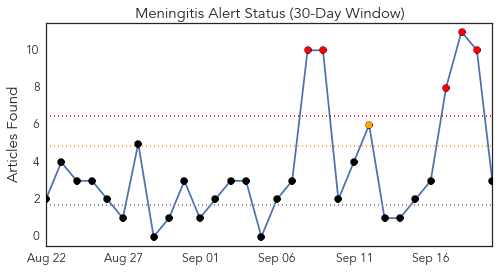 Meningitis Alert Status (30-Day Window)
Articles Found
10
8
6
4
2
0
Aug 22 Aug 27 Sep 01 Sep 06 Sep 11 Sep 16